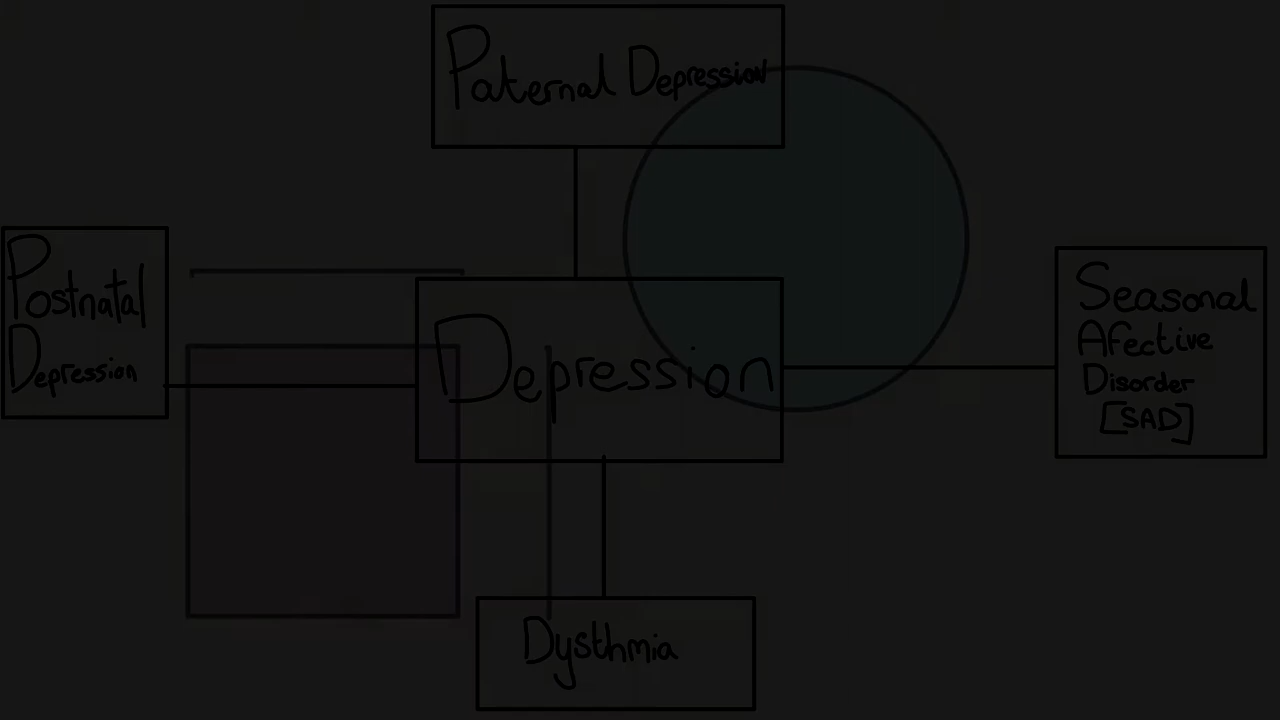 Paternal Depression
Postnatal
Depression
Depression
Seasonal
Afective
Disorder
[SAD]
Dysthmia